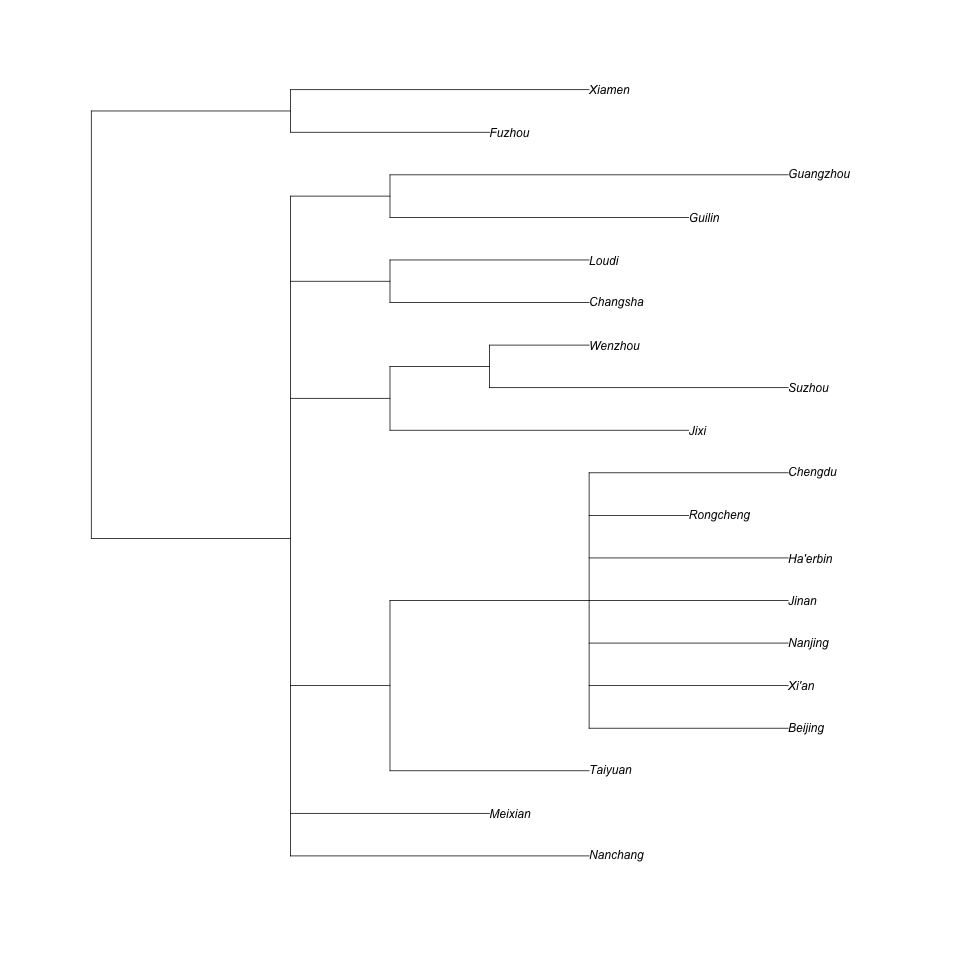 Xiamen
Fuzhou
Guangzhou
Guilin
Loudi
Changsha
Wenzhou
Suzhou
Jixi
Chengdu
Rongcheng
Ha'erbin
Jinan
Nanjing
Xi'an
Beijing
Taiyuan
Meixian
Nanchang